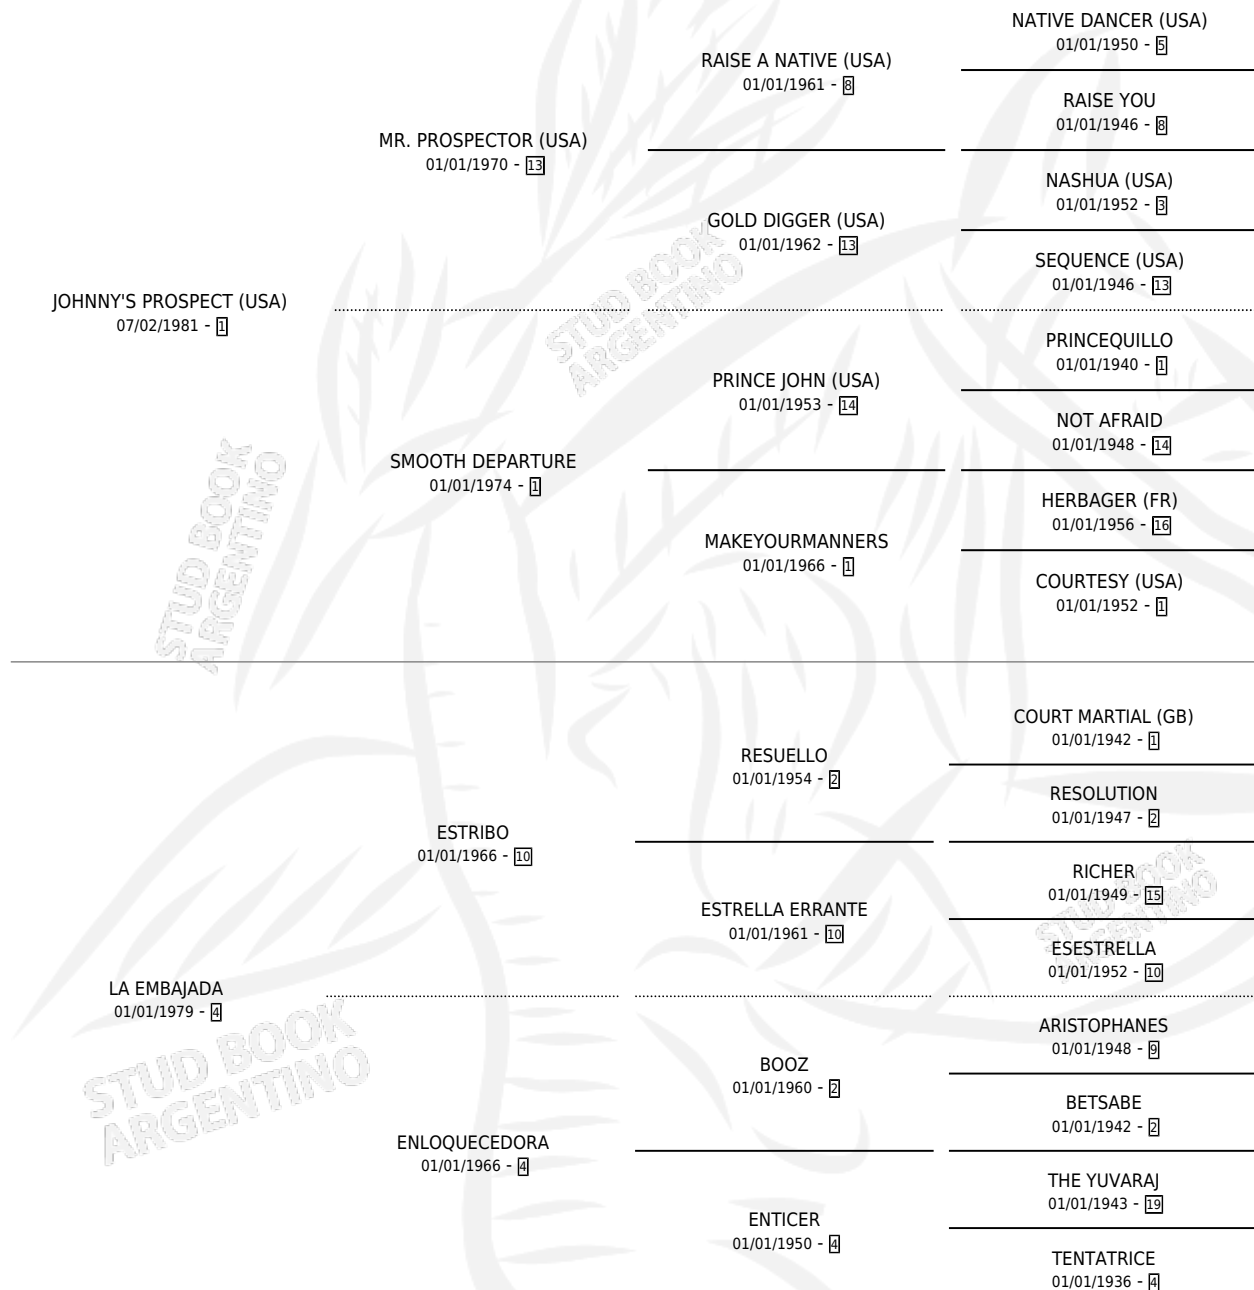 NATIVE DANCER (USA)
01/01/1950 - 5
RAISE A NATIVE (USA)
01/01/1961 - 8
RAISE YOU
01/01/1946 - 8
MR. PROSPECTOR (USA)
01/01/1970 - 13
NASHUA (USA)
01/01/1952 - 3
GOLD DIGGER (USA)
01/01/1962 - 13
SEQUENCE (USA)
01/01/1946 - 13
JOHNNY'S PROSPECT (USA)
07/02/1981 - 1
PRINCEQUILLO
01/01/1940 - 1
PRINCE JOHN (USA)
01/01/1953 - 14
NOT AFRAID
01/01/1948 - 14
SMOOTH DEPARTURE
01/01/1974 - 1
HERBAGER (FR)
01/01/1956 - 16
MAKEYOURMANNERS
01/01/1966 - 1
COURTESY (USA)
01/01/1952 - 1
COURT MARTIAL (GB)
01/01/1942 - 1
RESUELLO
01/01/1954 - 2
RESOLUTION
01/01/1947 - 2
ESTRIBO
01/01/1966 - 10
RICHER
01/01/1949 - 15
ESTRELLA ERRANTE
01/01/1961 - 10
ESESTRELLA
01/01/1952 - 10
LA EMBAJADA
01/01/1979 - 4
ARISTOPHANES
01/01/1948 - 9
BOOZ
01/01/1960 - 2
BETSABE
01/01/1942 - 2
ENLOQUECEDORA
01/01/1966 - 4
THE YUVARAJ
01/01/1943 - 19
ENTICER
01/01/1950 - 4
TENTATRICE
01/01/1936 - 4
STUD BOOK
ARGENTINO
STUD BOOK
ARGENTINO
STUD BOOK
ARGENTINO
STUD BOOK
ARGENTINO